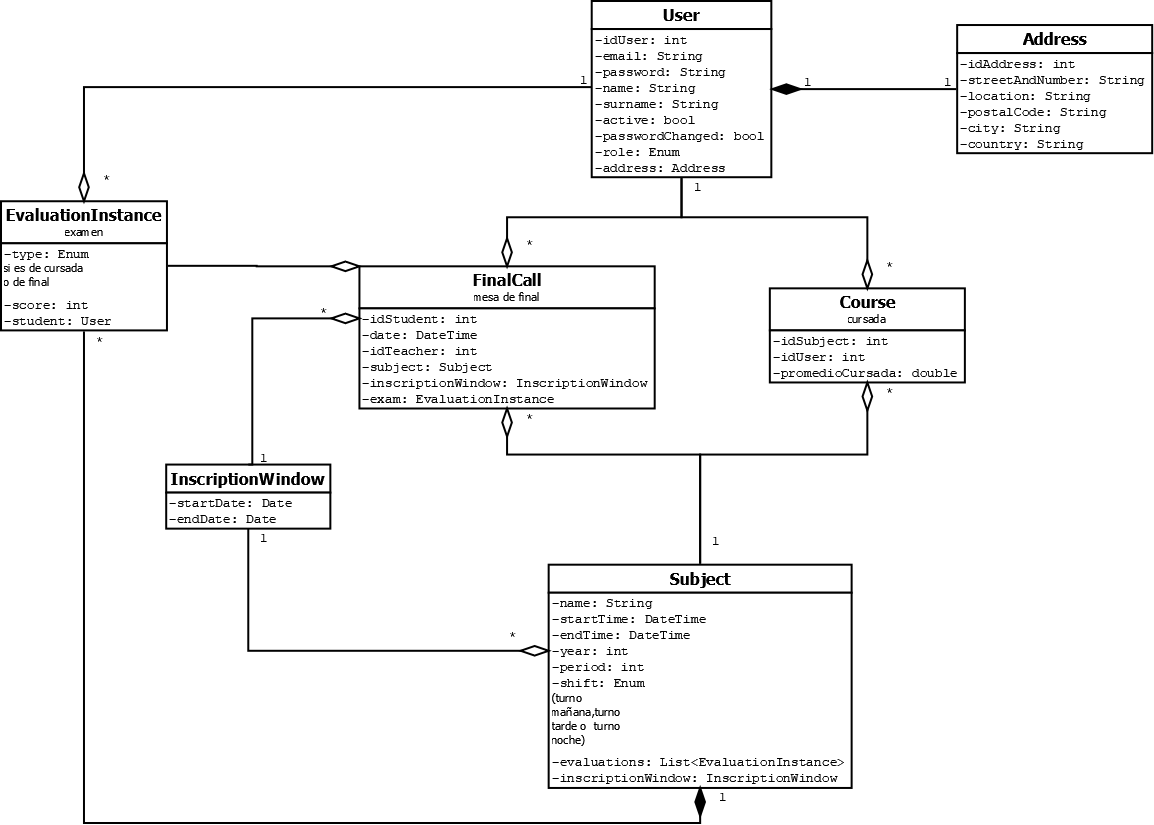 User
-idUser: int
-email: String
-password: String
-name: String
-surname: String
-active: bool
-passwordChanged: bool
-role: Enum
-address: Address
Address
-idAddress: int
-streetAndNumber: String
-location: String
-postalCode: String
-city: String
-country: String
1
1
1
1
*
*
*
EvaluationInstance
examen
-type: Enum
si es de cursada
o de final
-score: int
-student: User
*
FinalCall
mesa de final
-idStudent: int
-date: DateTime
-idTeacher: int
-subject: Subject
-inscriptionWindow: InscriptionWindow
-exam: EvaluationInstance
*
*
Course
cursada
-idSubject: int
-idUser: int
-promedioCursada: double
*
1
InscriptionWindow
-startDate: Date
-endDate: Date
1
1
*
Subject
-name: String
-startTime: DateTime
-endTime: DateTime
-year: int
-period: int
-shift: Enum
(turno
mañana,turno
tarde o turno
noche)
-evaluations: List<EvaluationInstance>
-inscriptionWindow: InscriptionWindow
1